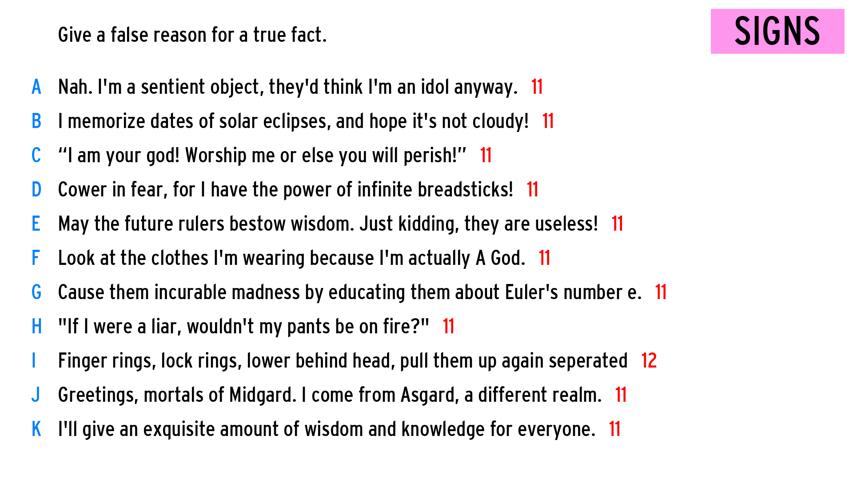 SIGNS
Give a false reason for a true fact.
A Nah. I'm a sentient object, they'd think I'm an idol anyway. 11
B I memorize dates of solar eclipses, and hope it's not cloudy! 11
C “I am your god! Worship me or else you will perish!” 11
D Cower in fear, for I have the power of infinite breadsticks! 11
E May the future rulers bestow wisdom. Just kidding, they are useless! 11
F Look at the clothes I'm wearing because I'm actually A God. 11
G Cause them incurable madness by educating them about Euler's number e. 11
H "If I were a liar, wouldn't my pants be on fire?" 11
I Finger rings, lock rings, lower behind head, pull them up again seperated 12
J Greetings, mortals of Midgard. I come from Asgard, a different realm. 11
K I'll give an exquisite amount of wisdom and knowledge for everyone. 11